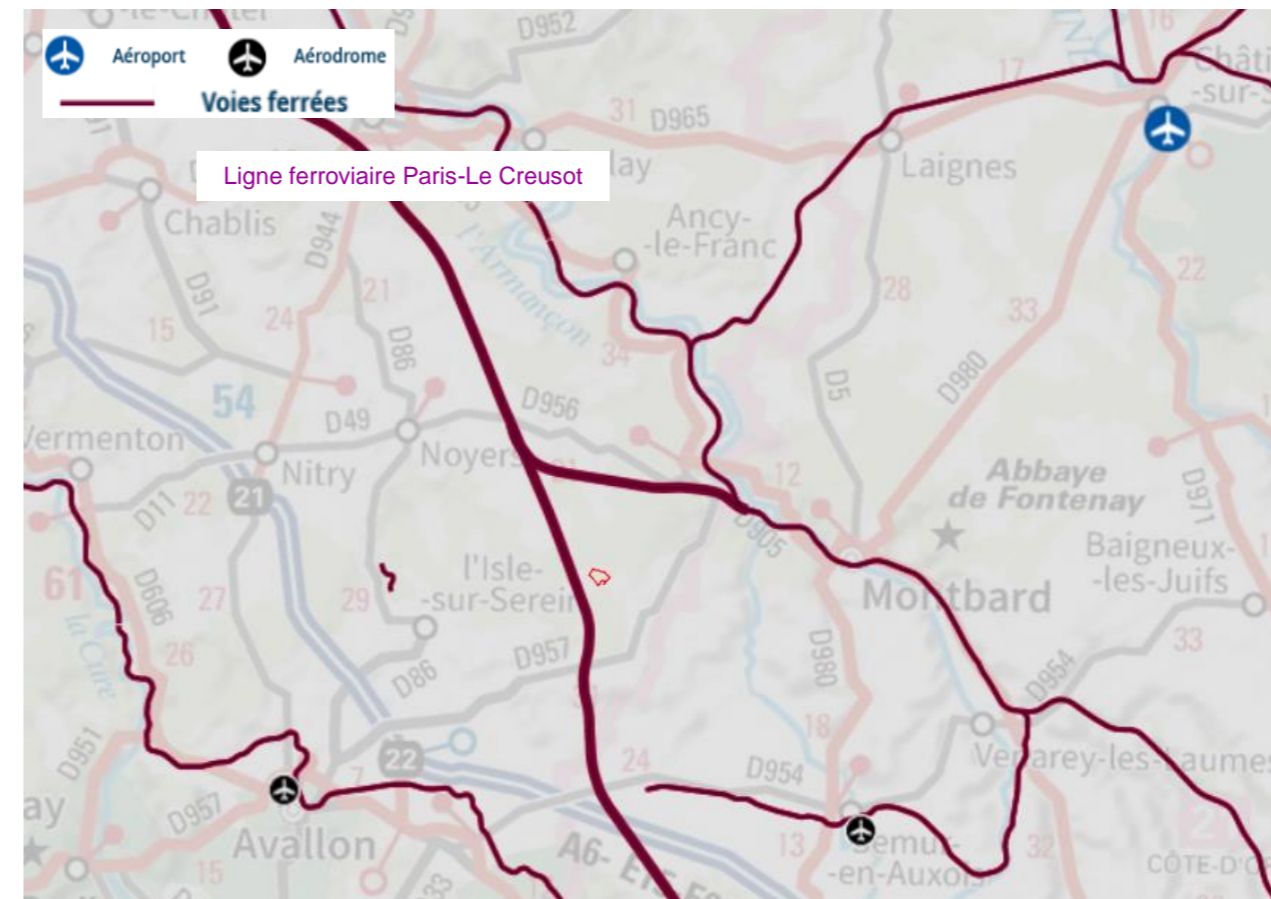 D952
16
Aéroport
Aérodrome
Voies ferrées
17
31
D965
Laignes
Ligne ferroviaire Paris-Le Creusot
Chablis
D944
l'Armançon
Ancy-
-le-Franc
22
D91
21
28
33
15
24
D86
34
D980
54
D49
D956
D5
Vermenton
Nitry
Noyers
12
Abbaye
de Fontenay
D971
D11
22
21
D905
Baigneux-
-les-Juifs
61
D606
27
29
l'Isle-
-sur-Serein
Montbard
la Cure
26
D957
D86
D980
33
D954
D951
22
24
D954
18
Venarey-les-Laumes
7
D957
Avallon
A6-
13
Semur-
-en-Auxois
32
15
33